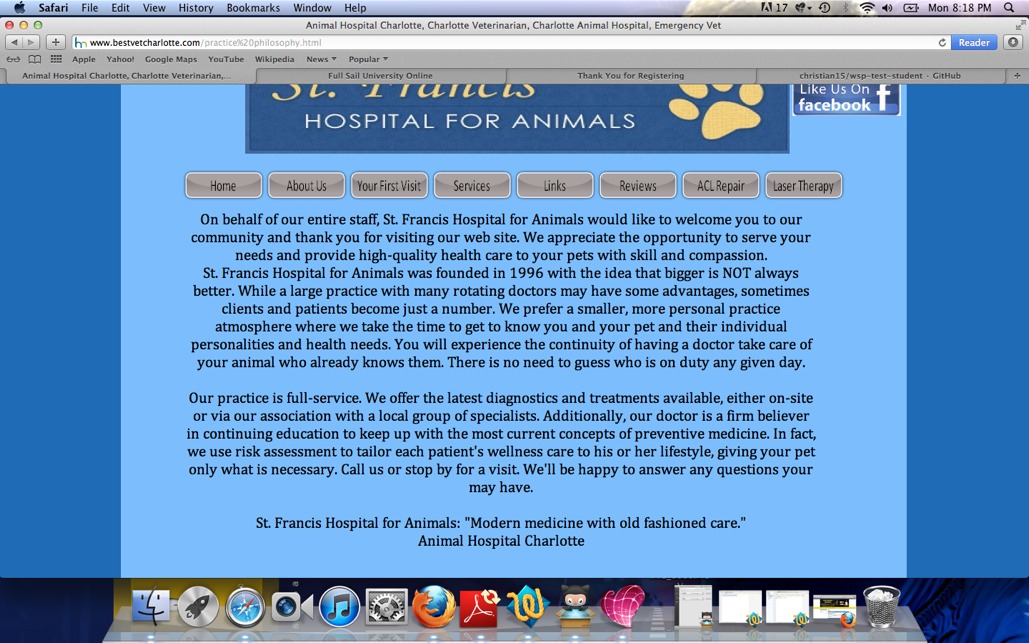 Safari File Edit View History Bookmarks Window Help 17 Mon 8:18 PM
Animal Hospital Charlotte, Charlotte Veterinarian, Charlotte Animal Hospital, Emergency Vet
www.bestvetcharlotte.com/practice%20philosophy.html Reader
Apple Yahoo! Google Maps YouTube Wikipedia News Popular
Animal Hospital Charlotte, Charlotte Veterinarian,... Full Sail University Online Thank You for Registering christian15/wsp-test-student - GitHub
St. Francis
HOSPITAL FOR ANIMALS
Like Us On
facebook
Home About Us Your First Visit Services Links Reviews ACL Repair Laser Therapy
On behalf of our entire staff, St. Francis Hospital for Animals would like to welcome you to our
community and thank you for visiting our web site. We appreciate the opportunity to serve your
needs and provide high-quality health care to your pets with skill and compassion.
St. Francis Hospital for Animals was founded in 1996 with the idea that bigger is NOT always
better. While a large practice with many rotating doctors may have some advantages, sometimes
clients and patients become just a number. We prefer a smaller, more personal practice
atmosphere where we take the time to get to know you and your pet and their individual
personalities and health needs. You will experience the continuity of having a doctor take care of
your animal who already knows them. There is no need to guess who is on duty any given day.
Our practice is full-service. We offer the latest diagnostics and treatments available, either on-site
or via our association with a local group of specialists. Additionally, our doctor is a firm believer
in continuing education to keep up with the most current concepts of preventive medicine. In fact,
we use risk assessment to tailor each patient's wellness care to his or her lifestyle, giving your pet
only what is necessary. Call us or stop by for a visit. We'll be happy to answer any questions your
may have.
St. Francis Hospital for Animals: "Modern medicine with old fashioned care."
Animal Hospital Charlotte